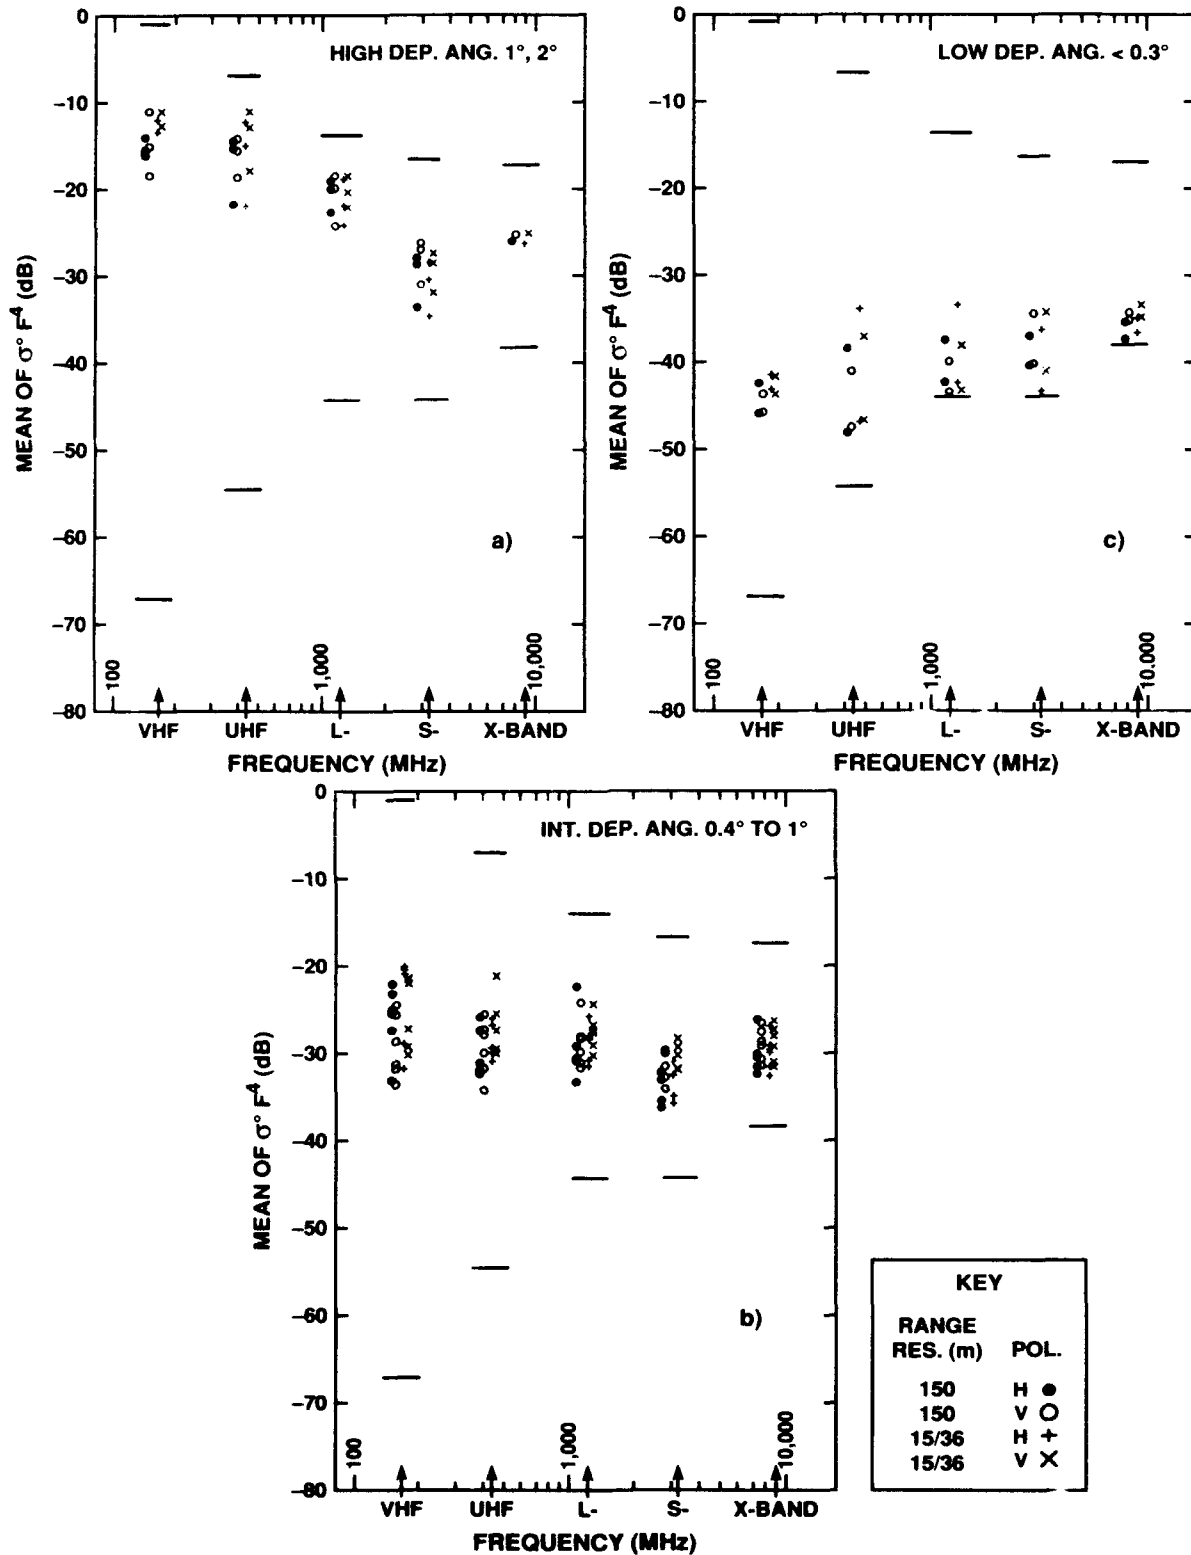 HIGH DEP. ANG. 1°, 2°
MEAN OF σ° F⁴ (dB)
0
−10
−20
−30
−40
−50
−60
−70
−80
a)
100
1,000
10,000
VHF UHF L- S- X-BAND
FREQUENCY (MHz)
LOW DEP. ANG. < 0.3°
MEAN OF σ° F⁴ (dB)
0
−10
−20
−30
−40
−50
−60
−70
−80
c)
100
1,000
10.000
VHF UHF L- S- X-BAND
FREQUENCY (MHz)
INT. DEP. ANG. 0.4° TO 1°
MEAN OF σ° F⁴ (dB)
0
−10
−20
−30
−40
−50
−60
−70
−80
b)
100
1,000
10,000
VHF UHF L- S- X-BAND
FREQUENCY (MHz)
KEY
RANGE
RES. (m) POL.
150 H ●
150 V ○
15/36 H +
15/36 V ×